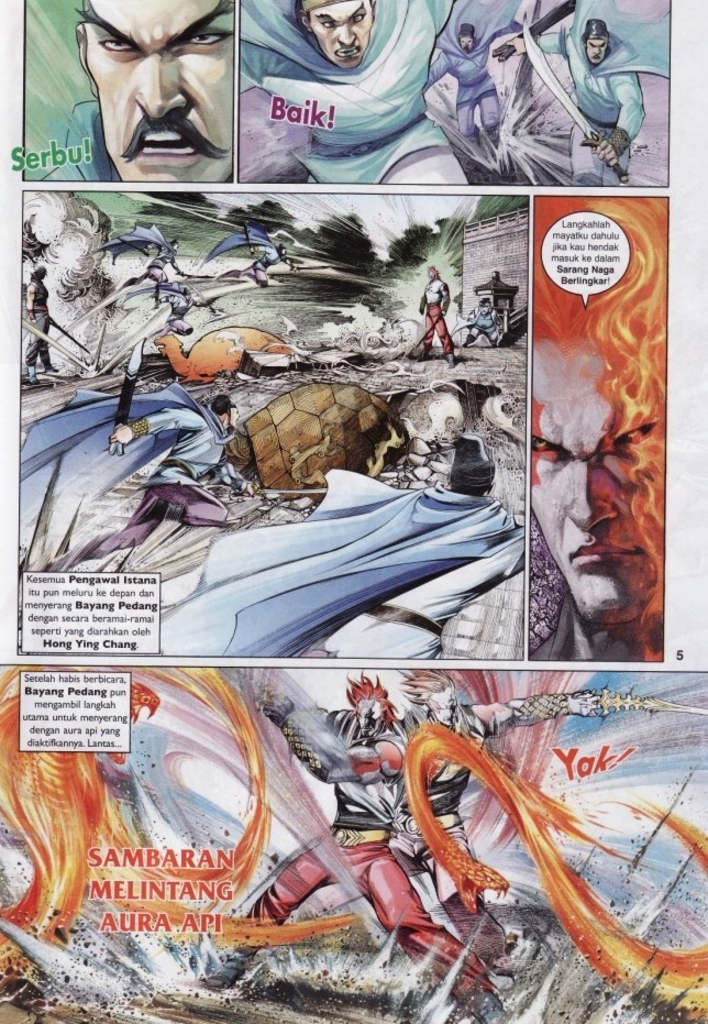 Serbu!
Baik!
Langkahlah
mayatku dahulu
jika kau hendak
masuk ke dalam
Sarang Naga
Berlingkar!
Kesemua Pengawal Istana
itu pun meluru ke depan dan
menyerang Bayang Pedang
dengan secara beramai-ramai
seperti yang diarahkan oleh
Hong Ying Chang.
5
Setelah habis berbicara,
Bayang Pedang pun
mengambil langkah
utama untuk menyerang
dengan aura api yang
diaktifkannya. Lantas...
Yak!
SAMBARAN
MELINTANG
AURA API